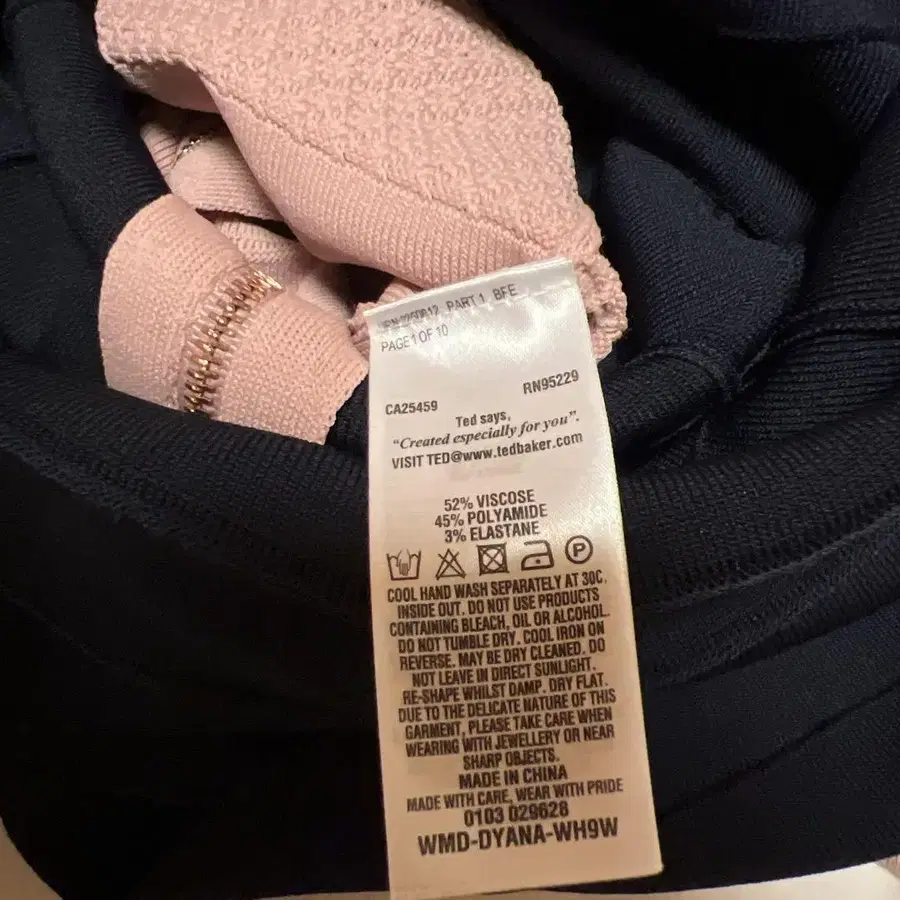 PART 1 BFE
PAGE 1 OF 10
CA25459
RN95229
Ted says,
“Created especially for you”.
VISIT TED@www.tedbaker.com
52% VISCOSE
45% POLYAMIDE
3% ELASTANE
P
COOL HAND WASH SEPARATELY AT 30C,
INSIDE OUT. DO NOT USE PRODUCTS
CONTAINING BLEACH, OIL OR ALCOHOL.
DO NOT TUMBLE DRY. COOL IRON ON
REVERSE. MAY BE DRY CLEANED. DO
NOT LEAVE IN DIRECT SUNLIGHT.
RE-SHAPE WHILST DAMP. DRY FLAT.
DUE TO THE DELICATE NATURE OF THIS
GARMENT, PLEASE TAKE CARE WHEN
WEARING WITH JEWELLERY OR NEAR
SHARP OBJECTS.
MADE IN CHINA
MADE WITH CARE, WEAR WITH PRIDE
0103 029628
WMD-DYANA-WH9W